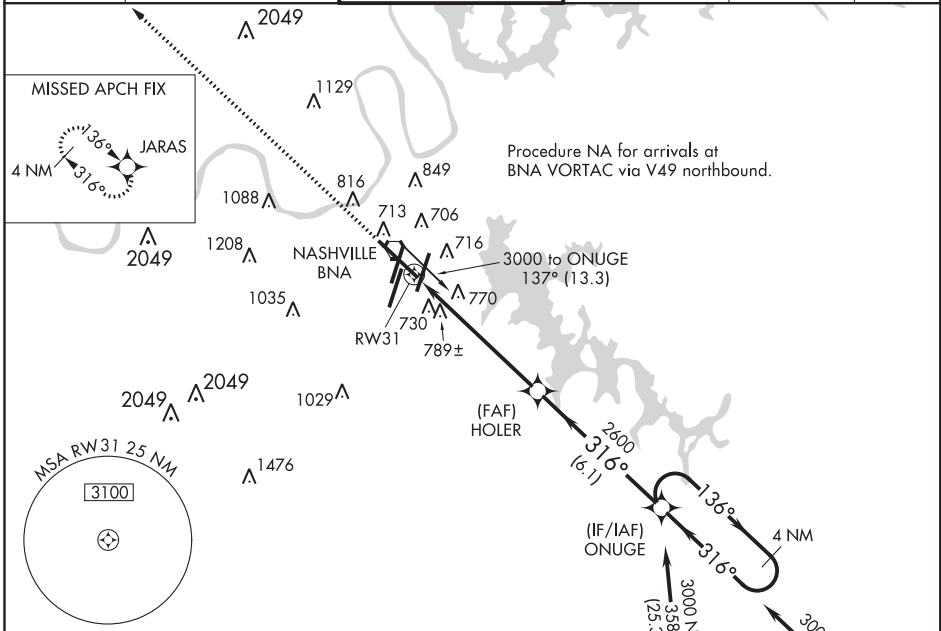 2049
1129
MISSED APCH FIX
136°
JARAS
4 NM
316°
Procedure NA for arrivals at
BNA VORTAC via V49 northbound.
849
816
1088
713
706
2049
1208
NASHVILLE
BNA
716
3000 to ONUGE
137° (13.3)
1035
770
730
RW31
789±
2049
2049
1029
(FAF)
HOLER
2600
316°
(6.1)
MSA RW31 25 NM
1476
3100
136°
(IF/IAF)
ONUGE
4 NM
316°
3000 N
358
(25.
300